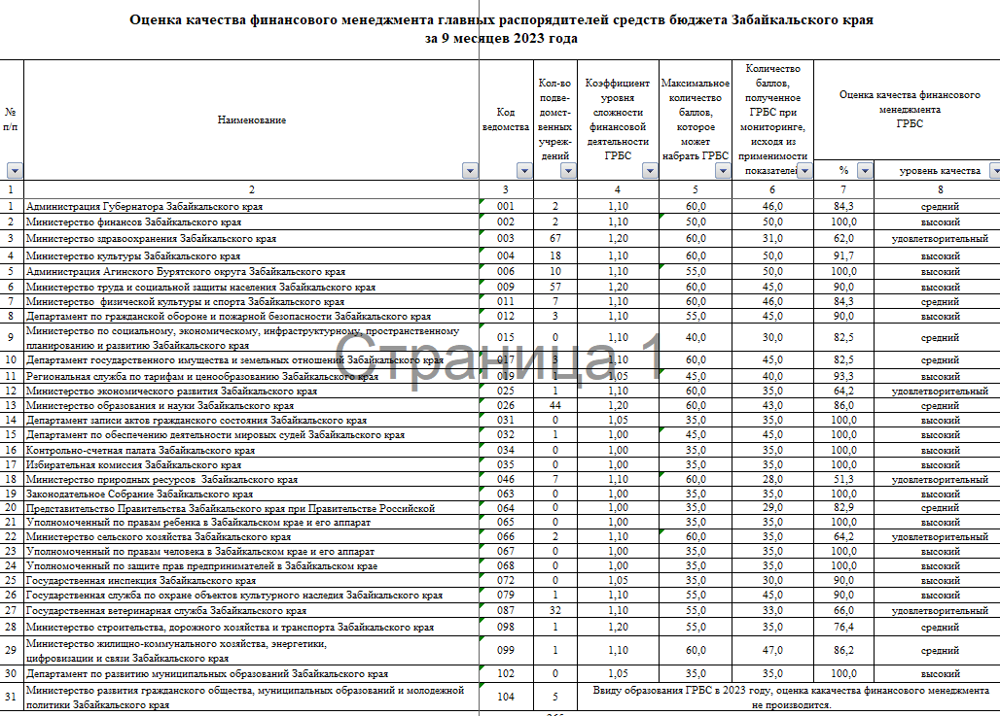 Оценка качества финансового менеджмента главных распорядителей средств бюджета Забайкальского края
за 9 месяцев 2023 года
№ п/п Наименование Код ведомства Кол-во подве-домст-венных учреж-дений Коэффициент уровня сложности финансовой деятельности ГРБС Максимальное количество баллов, которое может набрать ГРБС Количество баллов, полученное ГРБС при мониторинге, исходя из применимости показателей Оценка качества финансового менеджмента ГРБС
% уровень качества
1 2 3 4 5 6 7 8
1 Администрация Губернатора Забайкальского края 001 2 1,10 60,0 46,0 84,3 средний
2 Министерство финансов Забайкальского края 002 2 1,10 50,0 50,0 100,0 высокий
3 Министерство здравоохранения Забайкальского края 003 67 1,20 60,0 31,0 62,0 удовлетворительный
4 Министерство культуры Забайкальского края 004 18 1,10 60,0 50,0 91,7 высокий
5 Администрация Агинского Бурятского округа Забайкальского края 006 10 1,10 55,0 50,0 100,0 высокий
6 Министерство труда и социальной защиты населения Забайкальского края 009 57 1,20 60,0 45,0 90,0 высокий
7 Министерство физической культуры и спорта Забайкальского края 011 7 1,10 60,0 46,0 84,3 средний
8 Департамент по гражданской обороне и пожарной безопасности Забайкальского края 012 3 1,10 55,0 45,0 90,0 высокий
9 Министерство по социальному, экономическому, инфраструктурному, пространственному
планированию и развитию Забайкальского края 015 0 1,10 40,0 30,0 82,5 средний
Страница 1
10 Департамент государственного имущества и земельных отношений Забайкальского края 017 3 1,10 60,0 45,0 82,5 средний
11 Региональная служба по тарифам и ценообразованию Забайкальского края 019 1 1,05 45,0 40,0 93,3 высокий
12 Министерство экономического развития Забайкальского края 025 1 1,10 60,0 35,0 64,2 удовлетворительный
13 Министерство образования и науки Забайкальского края 026 44 1,20 60,0 43,0 86,0 средний
14 Департамент записи актов гражданского состояния Забайкальского края 031 0 1,05 35,0 35,0 100,0 высокий
15 Департамент по обеспечению деятельности мировых судей Забайкальского края 032 1 1,00 45,0 45,0 100,0 высокий
16 Контрольно-счетная палата Забайкальского края 034 0 1,00 35,0 35,0 100,0 высокий
17 Избирательная комиссия Забайкальского края 035 0 1,00 35,0 35,0 100,0 высокий
18 Министерство природных ресурсов Забайкальского края 046 7 1,10 60,0 28,0 51,3 удовлетворительный
19 Законодательное Собрание Забайкальского края 063 0 1,00 35,0 35,0 100,0 высокий
20 Представительство Правительства Забайкальского края при Правительстве Российской 064 0 1,00 35,0 29,0 82,9 средний
21 Уполномоченный по правам ребенка в Забайкальском крае и его аппарат 065 0 1,00 35,0 35,0 100,0 высокий
22 Министерство сельского хозяйства Забайкальского края 066 2 1,10 60,0 35,0 64,2 удовлетворительный
23 Уполномоченный по правам человека в Забайкальском крае и его аппарат 067 0 1,00 35,0 35,0 100,0 высокий
24 Уполномоченный по защите прав предпринимателей в Забайкальском крае 068 0 1,00 35,0 35,0 100,0 высокий
25 Государственная инспекция Забайкальского края 072 0 1,05 35,0 30,0 90,0 высокий
26 Государственная служба по охране объектов культурного наследия Забайкальского края 079 1 1,10 55,0 45,0 90,0 высокий
27 Государственная ветеринарная служба Забайкальского края 087 32 1,10 55,0 33,0 66,0 удовлетворительный
28 Министерство строительства, дорожного хозяйства и транспорта Забайкальского края 098 1 1,20 55,0 35,0 76,4 средний
29 Министерство жилищно-коммунального хозяйства, энергетики,
цифровизации и связи Забайкальского края 099 1 1,10 60,0 47,0 86,2 средний
30 Департамент по развитию муниципальных образований Забайкальского края 102 0 1,05 35,0 35,0 100,0 высокий
31 Министерство развития гражданского общества, муниципальных образований и молодежной
политики Забайкальского края 104 5 Ввиду образования ГРБС в 2023 году, оценка какачества финансового менеджмента
не производится.